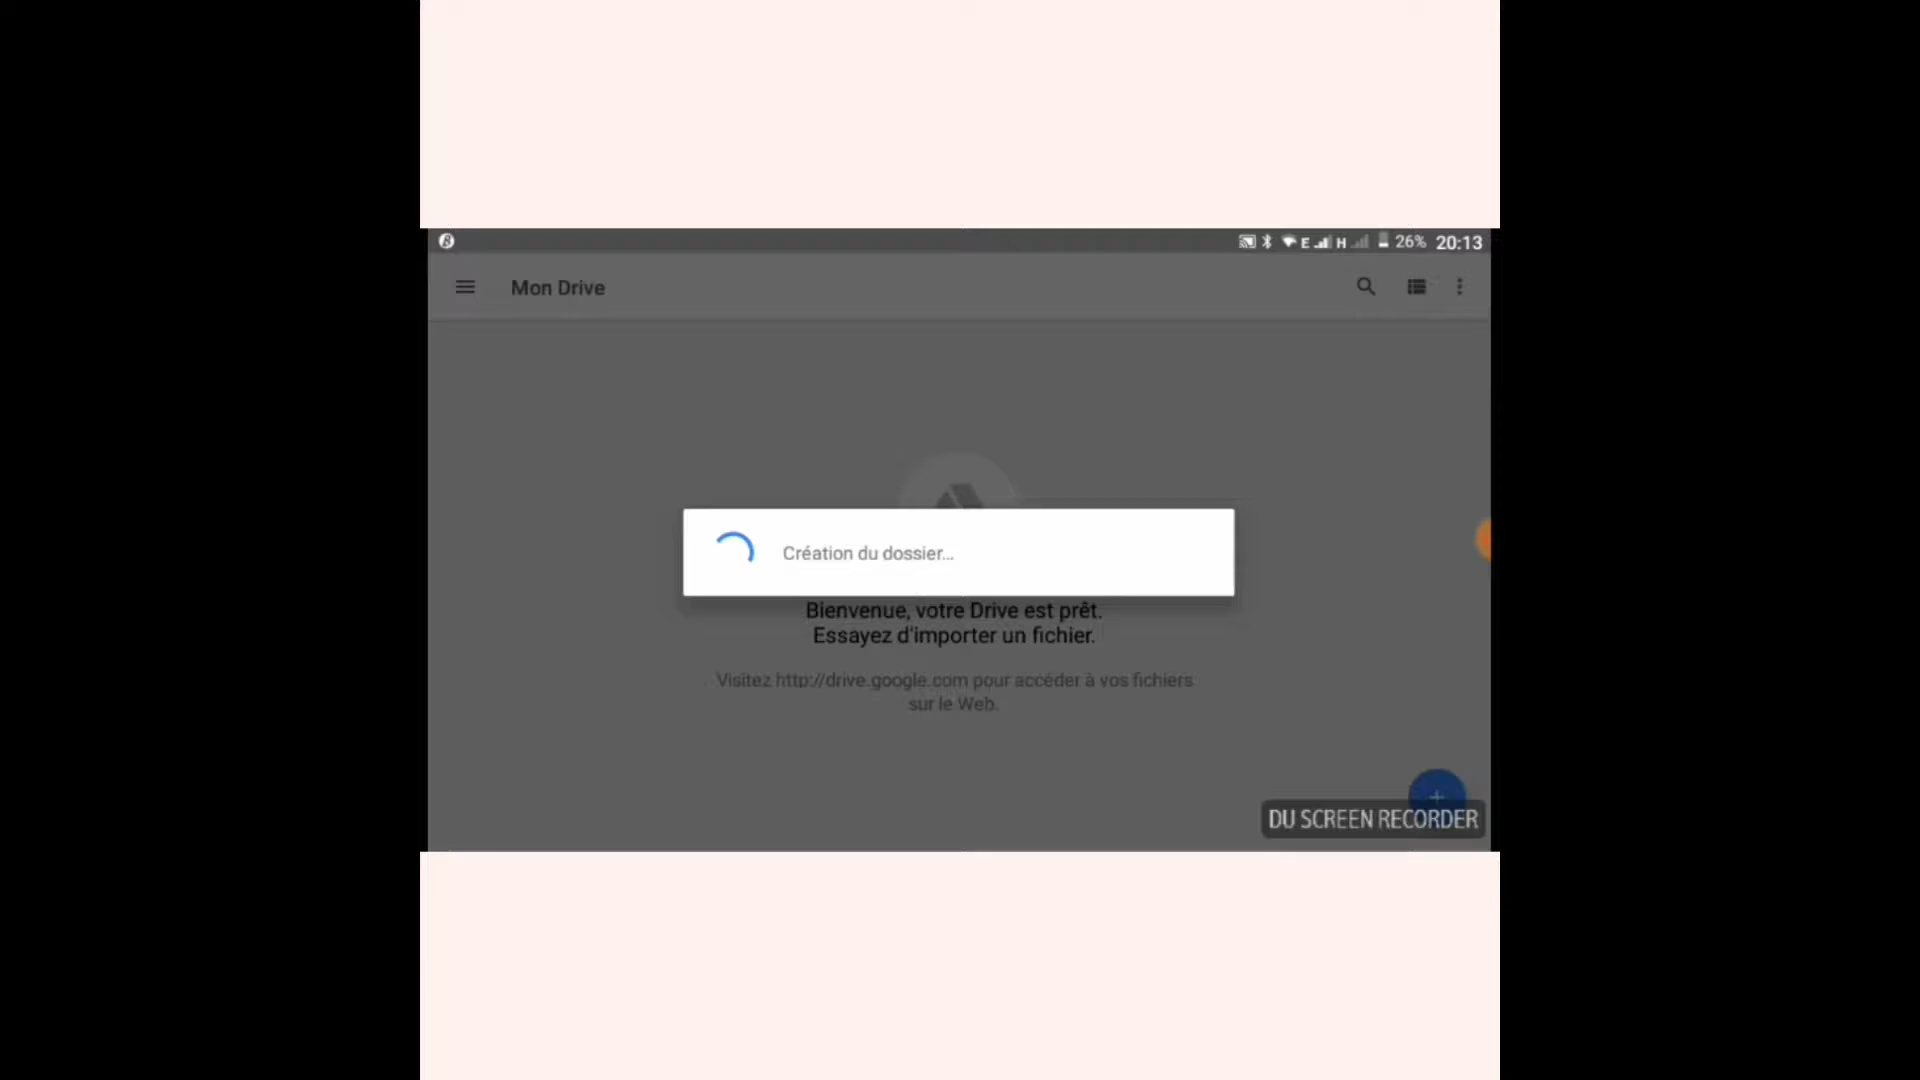 E H 26% 20:13
Mon Drive
Création du dossier...
Bienvenue, votre Drive est prêt.
Essayez d'importer un fichier.
Visitez http://drive.google.com pour accéder à vos fichiers
sur le Web.
DU SCREEN RECORDER